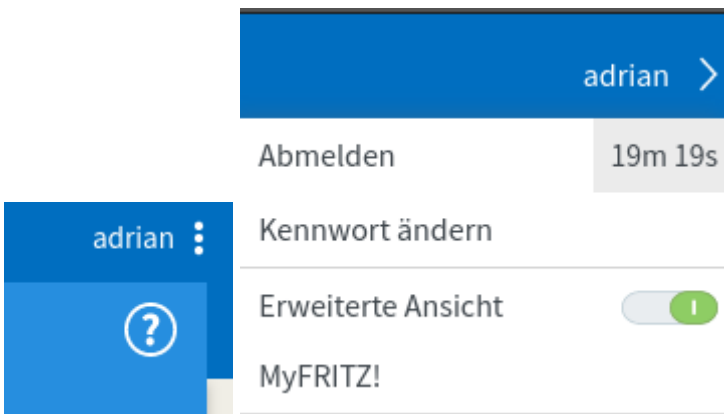 adrian
?
adrian
Abmelden 19m 19s
Kennwort ändern
Erweiterte Ansicht
MyFRITZ!